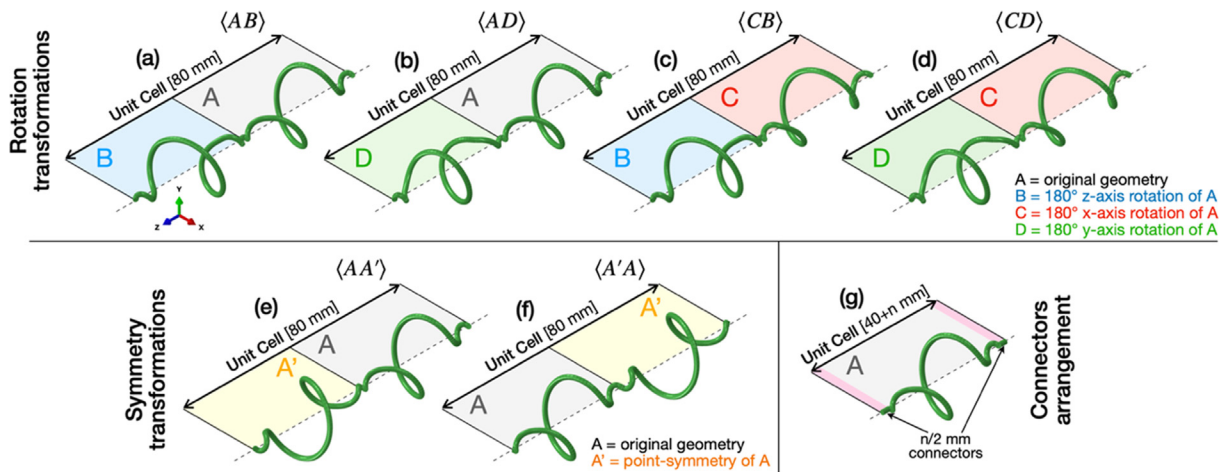 Rotation
transformations
⟨AB⟩
(a)
Unit Cell [80 mm]
A
B
Y
Z
X
⟨AD⟩
(b)
Unit Cell [80 mm]
A
D
⟨CB⟩
(c)
Unit Cell [80 mm]
C
B
⟨CD⟩
(d)
Unit Cell [80 mm]
C
D
A = original geometry
B = 180° z-axis rotation of A
C = 180° x-axis rotation of A
D = 180° y-axis rotation of A
Symmetry
transformations
⟨AA'⟩
(e)
Unit Cell [80 mm]
A
A'
⟨A'A⟩
(f)
Unit Cell [80 mm]
A'
A
A = original geometry
A' = point-symmetry of A
(g)
Unit Cell [40+n mm]
A
n/2 mm
connectors
Connectors
arrangement